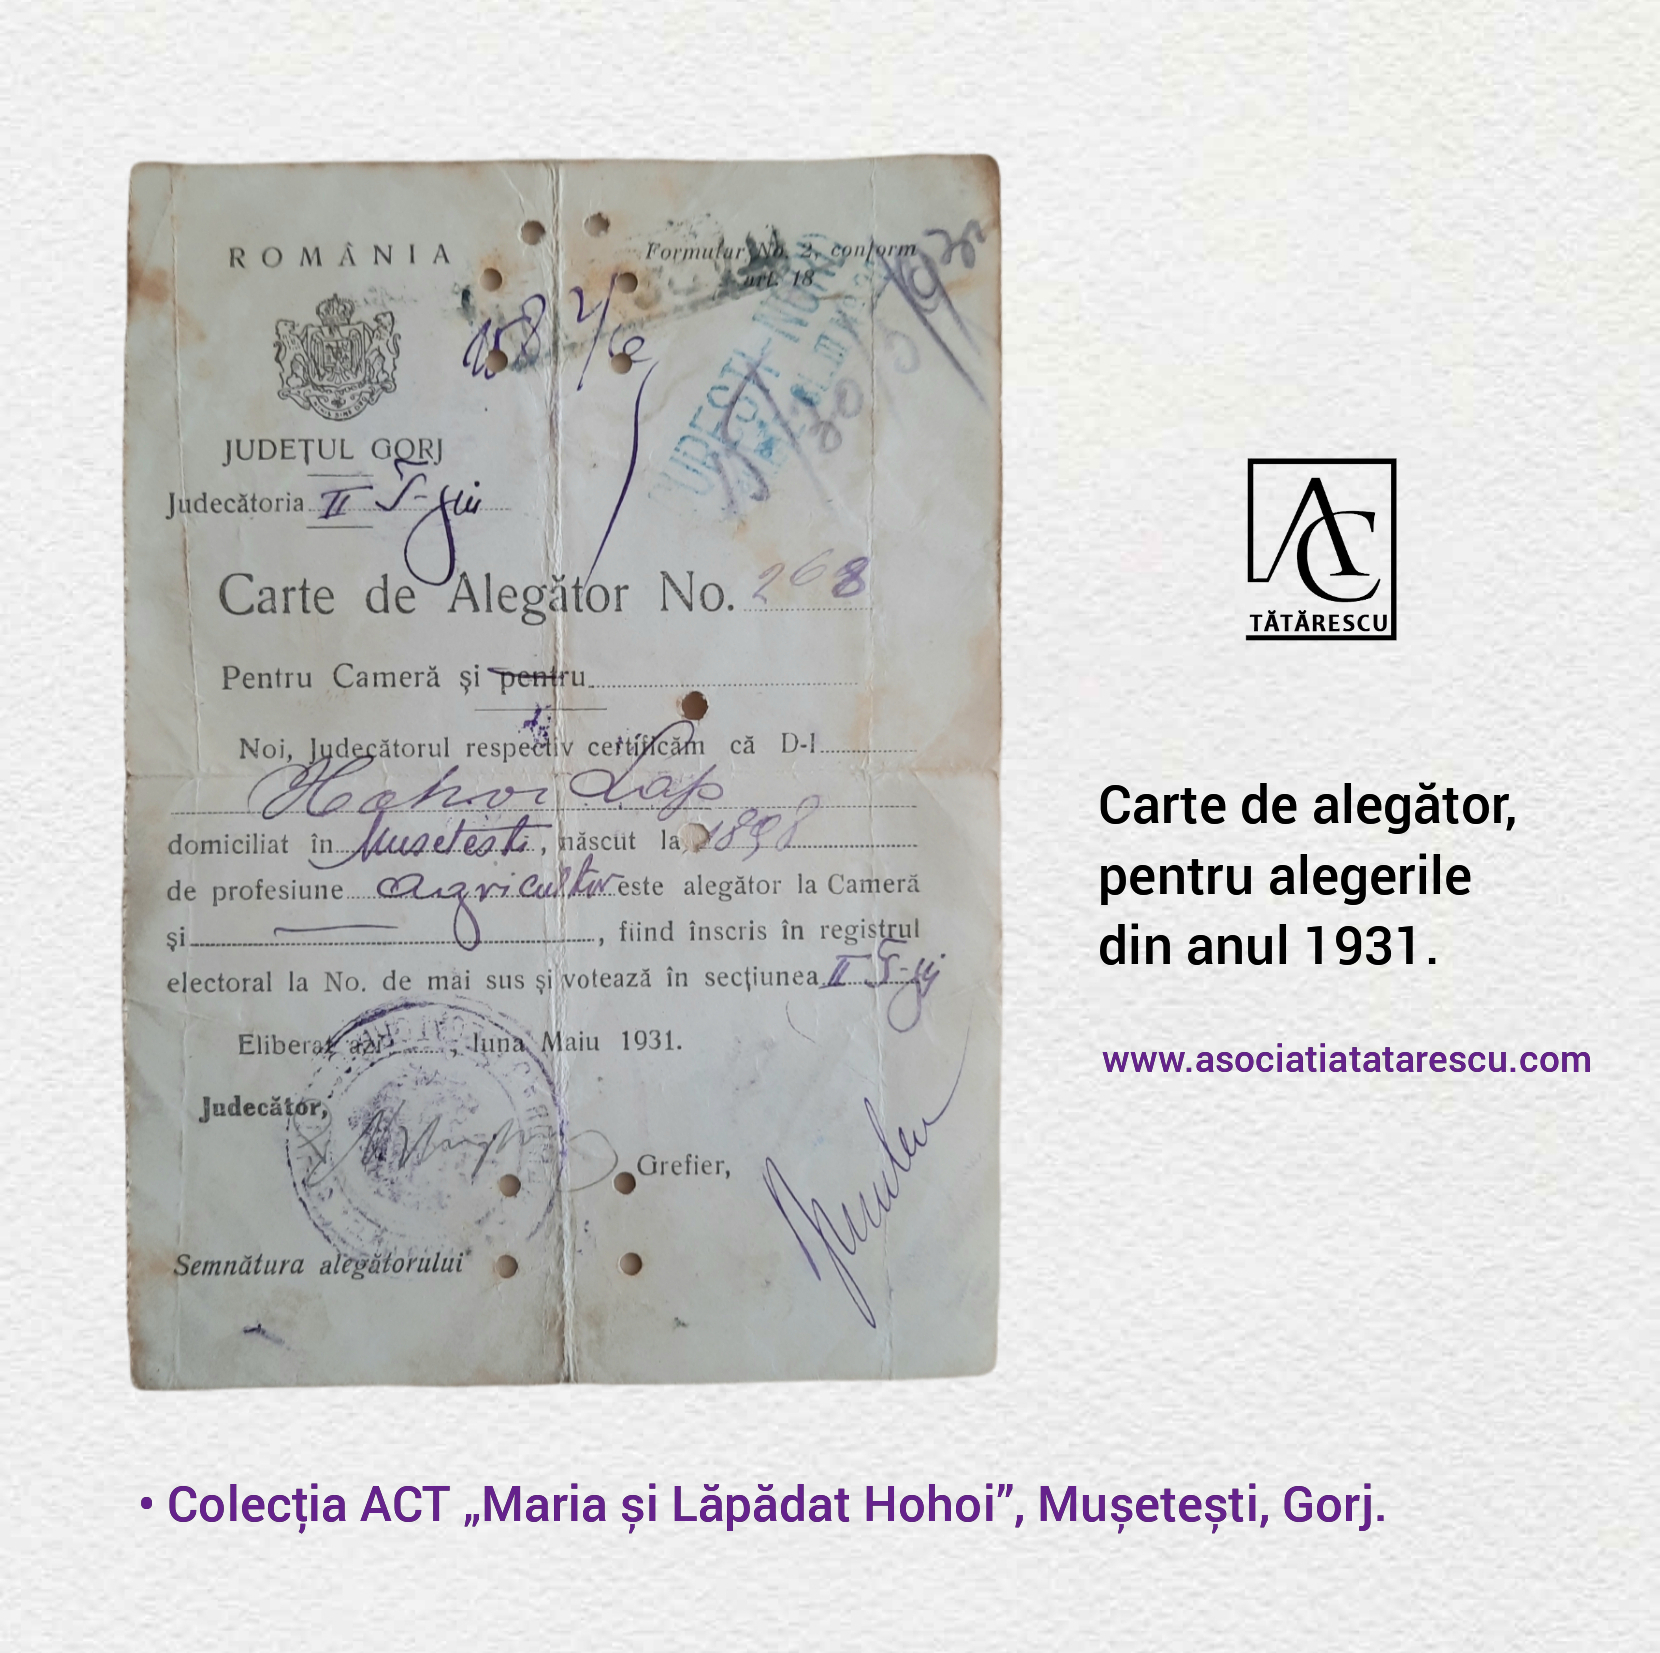 ROMÂNIA
Formular No. 2, conform
art. 18
JUDEȚUL GORJ
Judecătoria II T-Jiu
Carte de Alegător No. 268
Pentru Cameră și pentru
Noi, Judecătorul respectiv certificăm că D-l
Hohoi Lap
domiciliat în Musetesti, născut la 1898
de profesiune agricultor este alegător la Cameră
și, fiind înscris în registrul
electoral la No. de mai sus și votează în secțiunea II T-Jiu
Eliberat azi, luna Maiu 1931.
Judecător,
Grefier,
Semnătura alegătorului
TĂTĂRESCU
Carte de alegător,
pentru alegerile
din anul 1931.
www.asociatiatatarescu.com
• Colecția ACT „Maria și Lăpădat Hohoi”, Mușetești, Gorj.